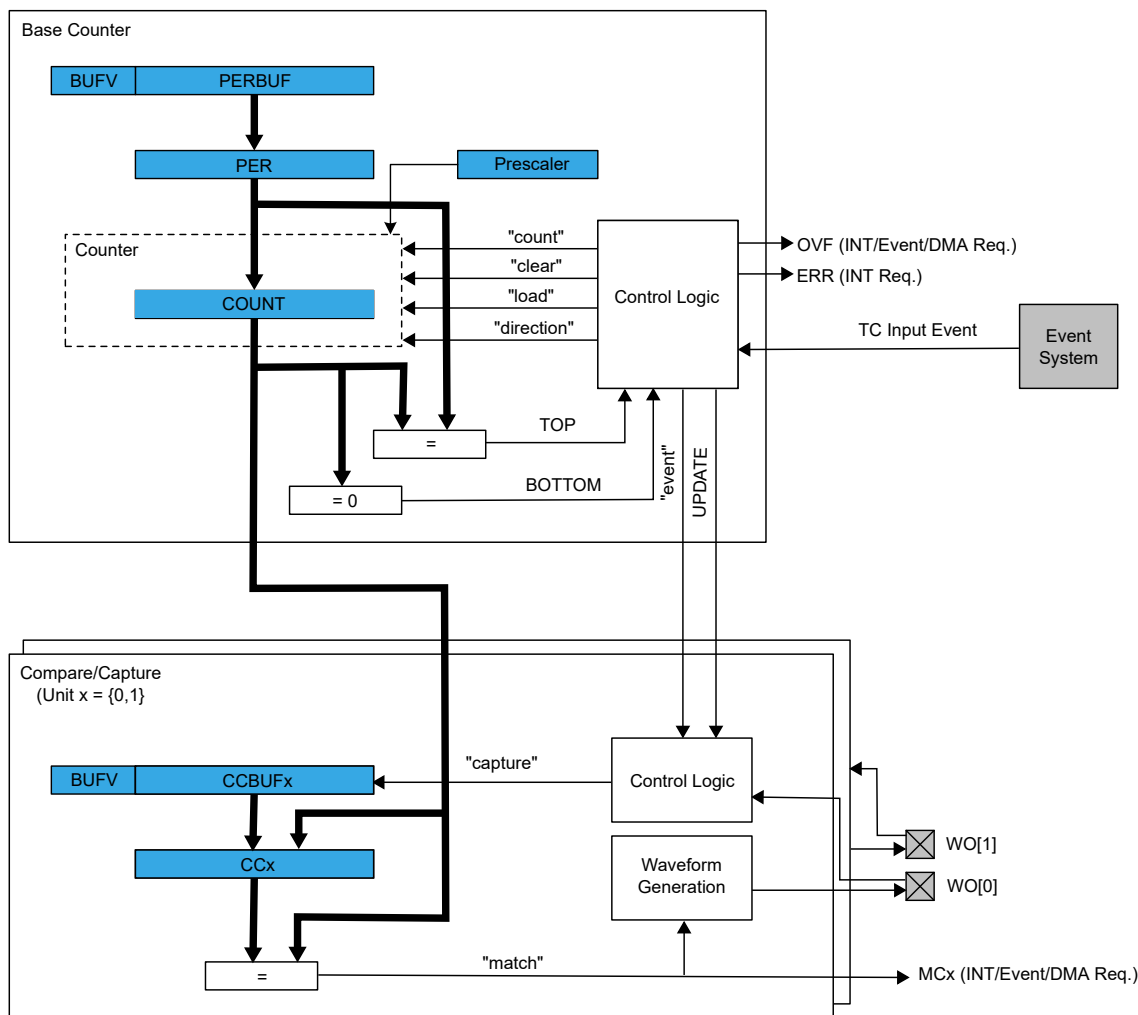 Base Counter
BUFV
PERBUF
PER
Prescaler
Counter
"count"
"clear"
"load"
"direction"
COUNT
Control Logic
OVF (INT/Event/DMA Req.)
ERR (INT Req.)
TC Input Event
Event
System
=
TOP
= 0
BOTTOM
"event"
UPDATE
Compare/Capture
(Unit x = {0,1}
BUFV
CCBUFx
"capture"
Control Logic
CCx
Waveform
Generation
WO[1]
WO[0]
=
"match"
MCx (INT/Event/DMA Req.)